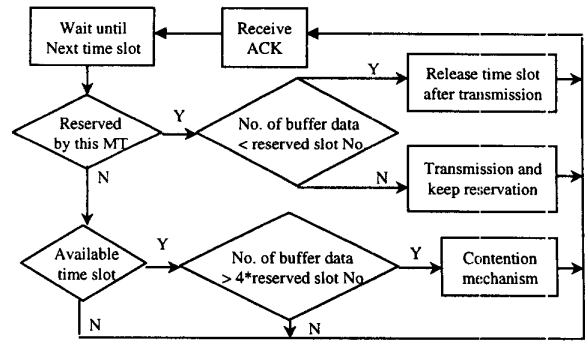 Wait until
Next time slot
Receive
ACK
Y
Release time slot
after transmission
Reserved
by this MT
Y
No. of buffer data
< reserved slot No.
N
N
Transmission and
keep reservation
Available
time slot
Y
No. of buffer data
> 4*reserved slot No.
Y
Contention
mechanism
N
N